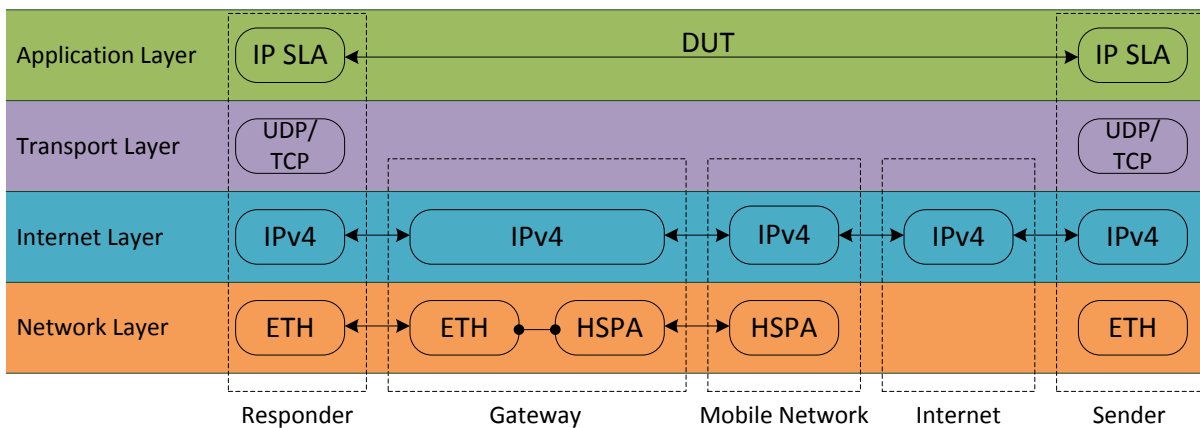 Application Layer
IP SLA
DUT
IP SLA
Transport Layer
UDP/
TCP
UDP/
TCP
Internet Layer
IPv4
IPv4
IPv4
IPv4
IPv4
Network Layer
ETH
ETH
HSPA
HSPA
ETH
Responder
Gateway
Mobile Network
Internet
Sender